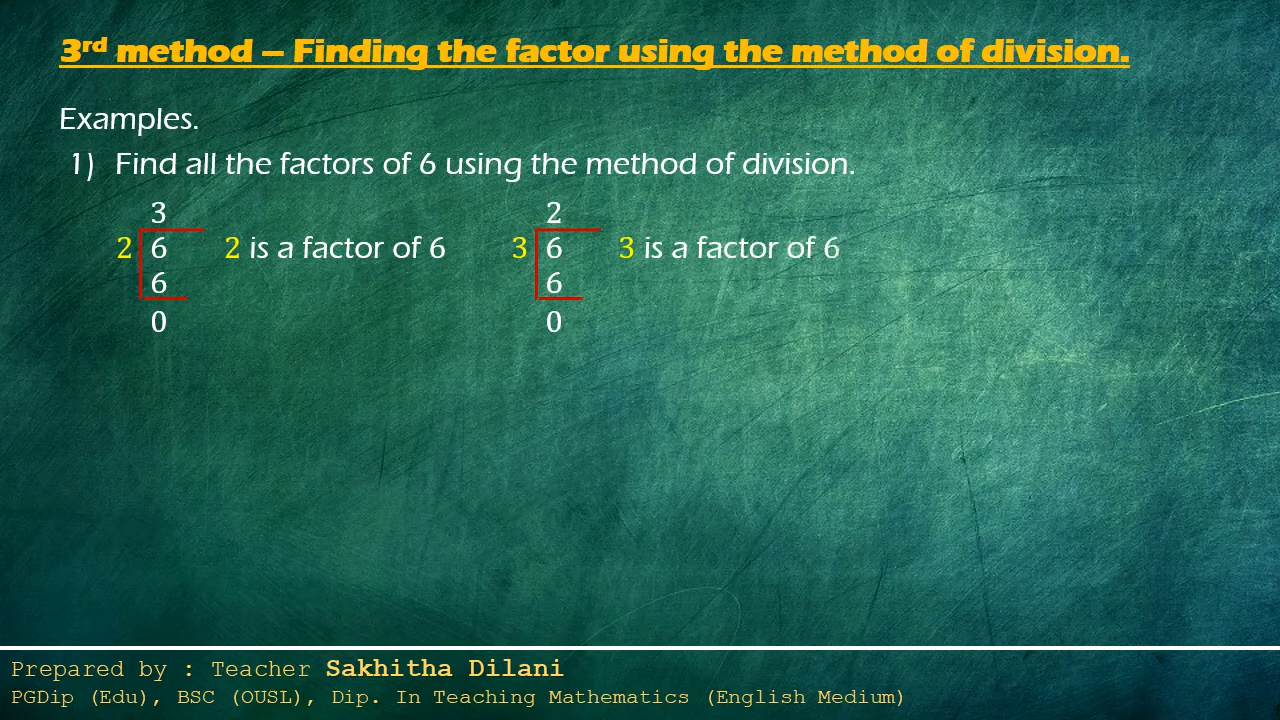 3rd method – Finding the factor using the method of division.
Examples.
1) Find all the factors of 6 using the method of division.
3 2
2 6 2 is a factor of 6 3 6 3 is a factor of 6
6 6
0 0
Prepared by : Teacher Sakhitha Dilani
PGDip (Edu), BSC (OUSL), Dip. In Teaching Mathematics (English Medium)